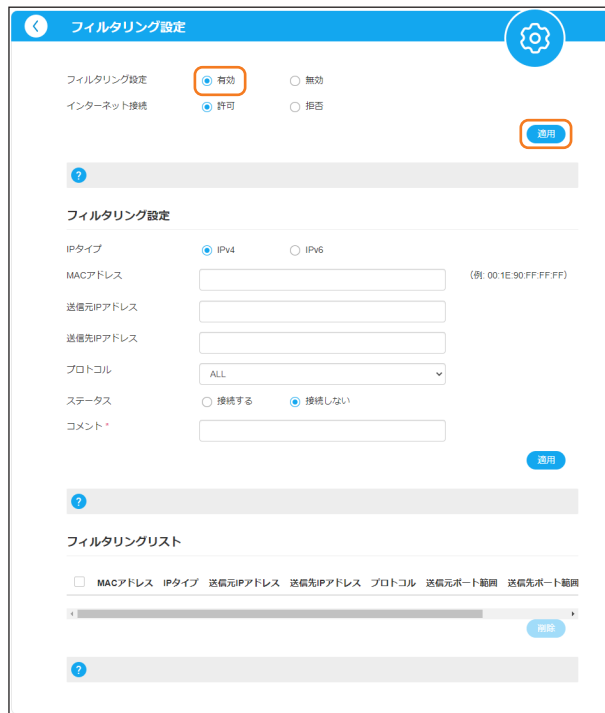 フィルタリング設定
フィルタリング設定 有効 無効
インターネット接続 許可 拒否
適用
?
フィルタリング設定
IPタイプ IPv4 IPv6
MACアドレス (例: 00:1E:90:FF:FF:FF)
送信元IPアドレス
送信先IPアドレス
プロトコル ALL
ステータス 接続する 接続しない
コメント *
適用
?
フィルタリングリスト
MACアドレス IPタイプ 送信元IPアドレス 送信先IPアドレス プロトコル 送信元ポート範囲 送信先ポート範囲
削除
?